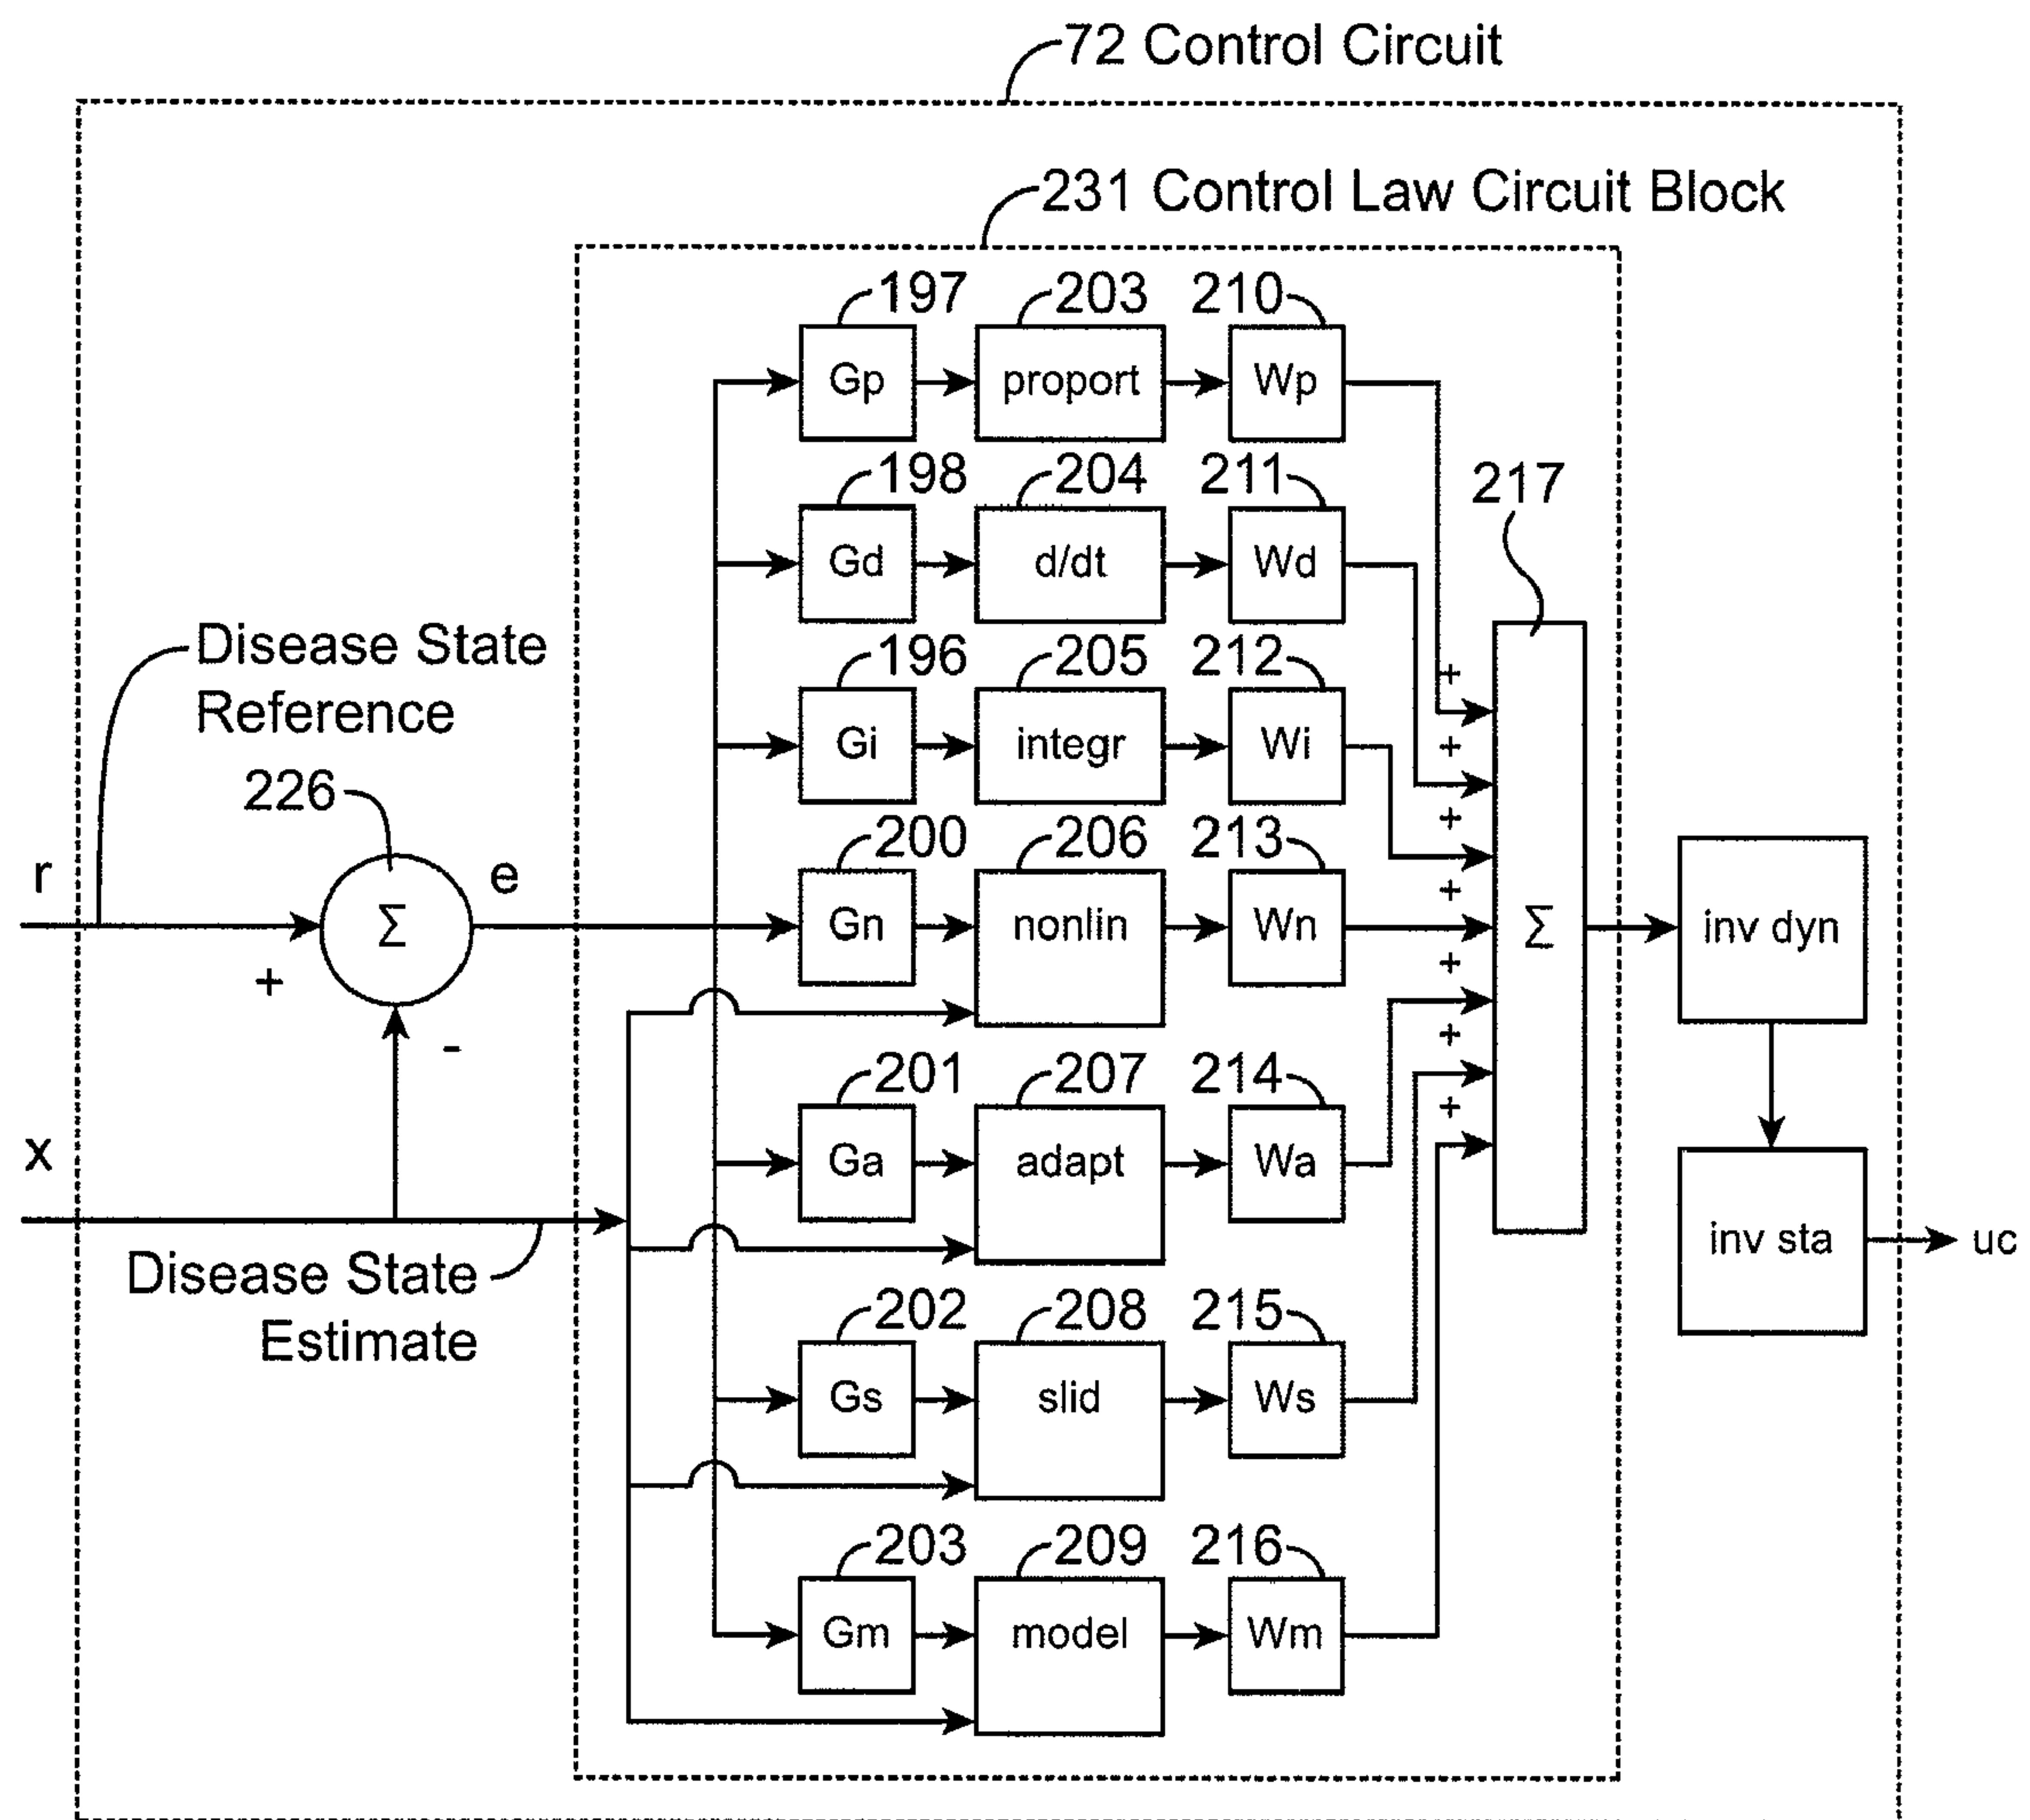 72 Control Circuit
231 Control Law Circuit Block
197 203 210
Gp proport Wp
198 204 211
217
Gd d/dt Wd
Disease State
Reference
196 205 212
+
Gi integr Wi
+
226
+
200 206 213
r
e
+
Σ
Gn nonlin Wn
Σ
inv dyn
+
+
-
+
201 207 214
+
x
Ga adapt Wa
Disease State
Estimate
inv sta
uc
202 208 215
Gs slid Ws
203 209 216
Gm model Wm